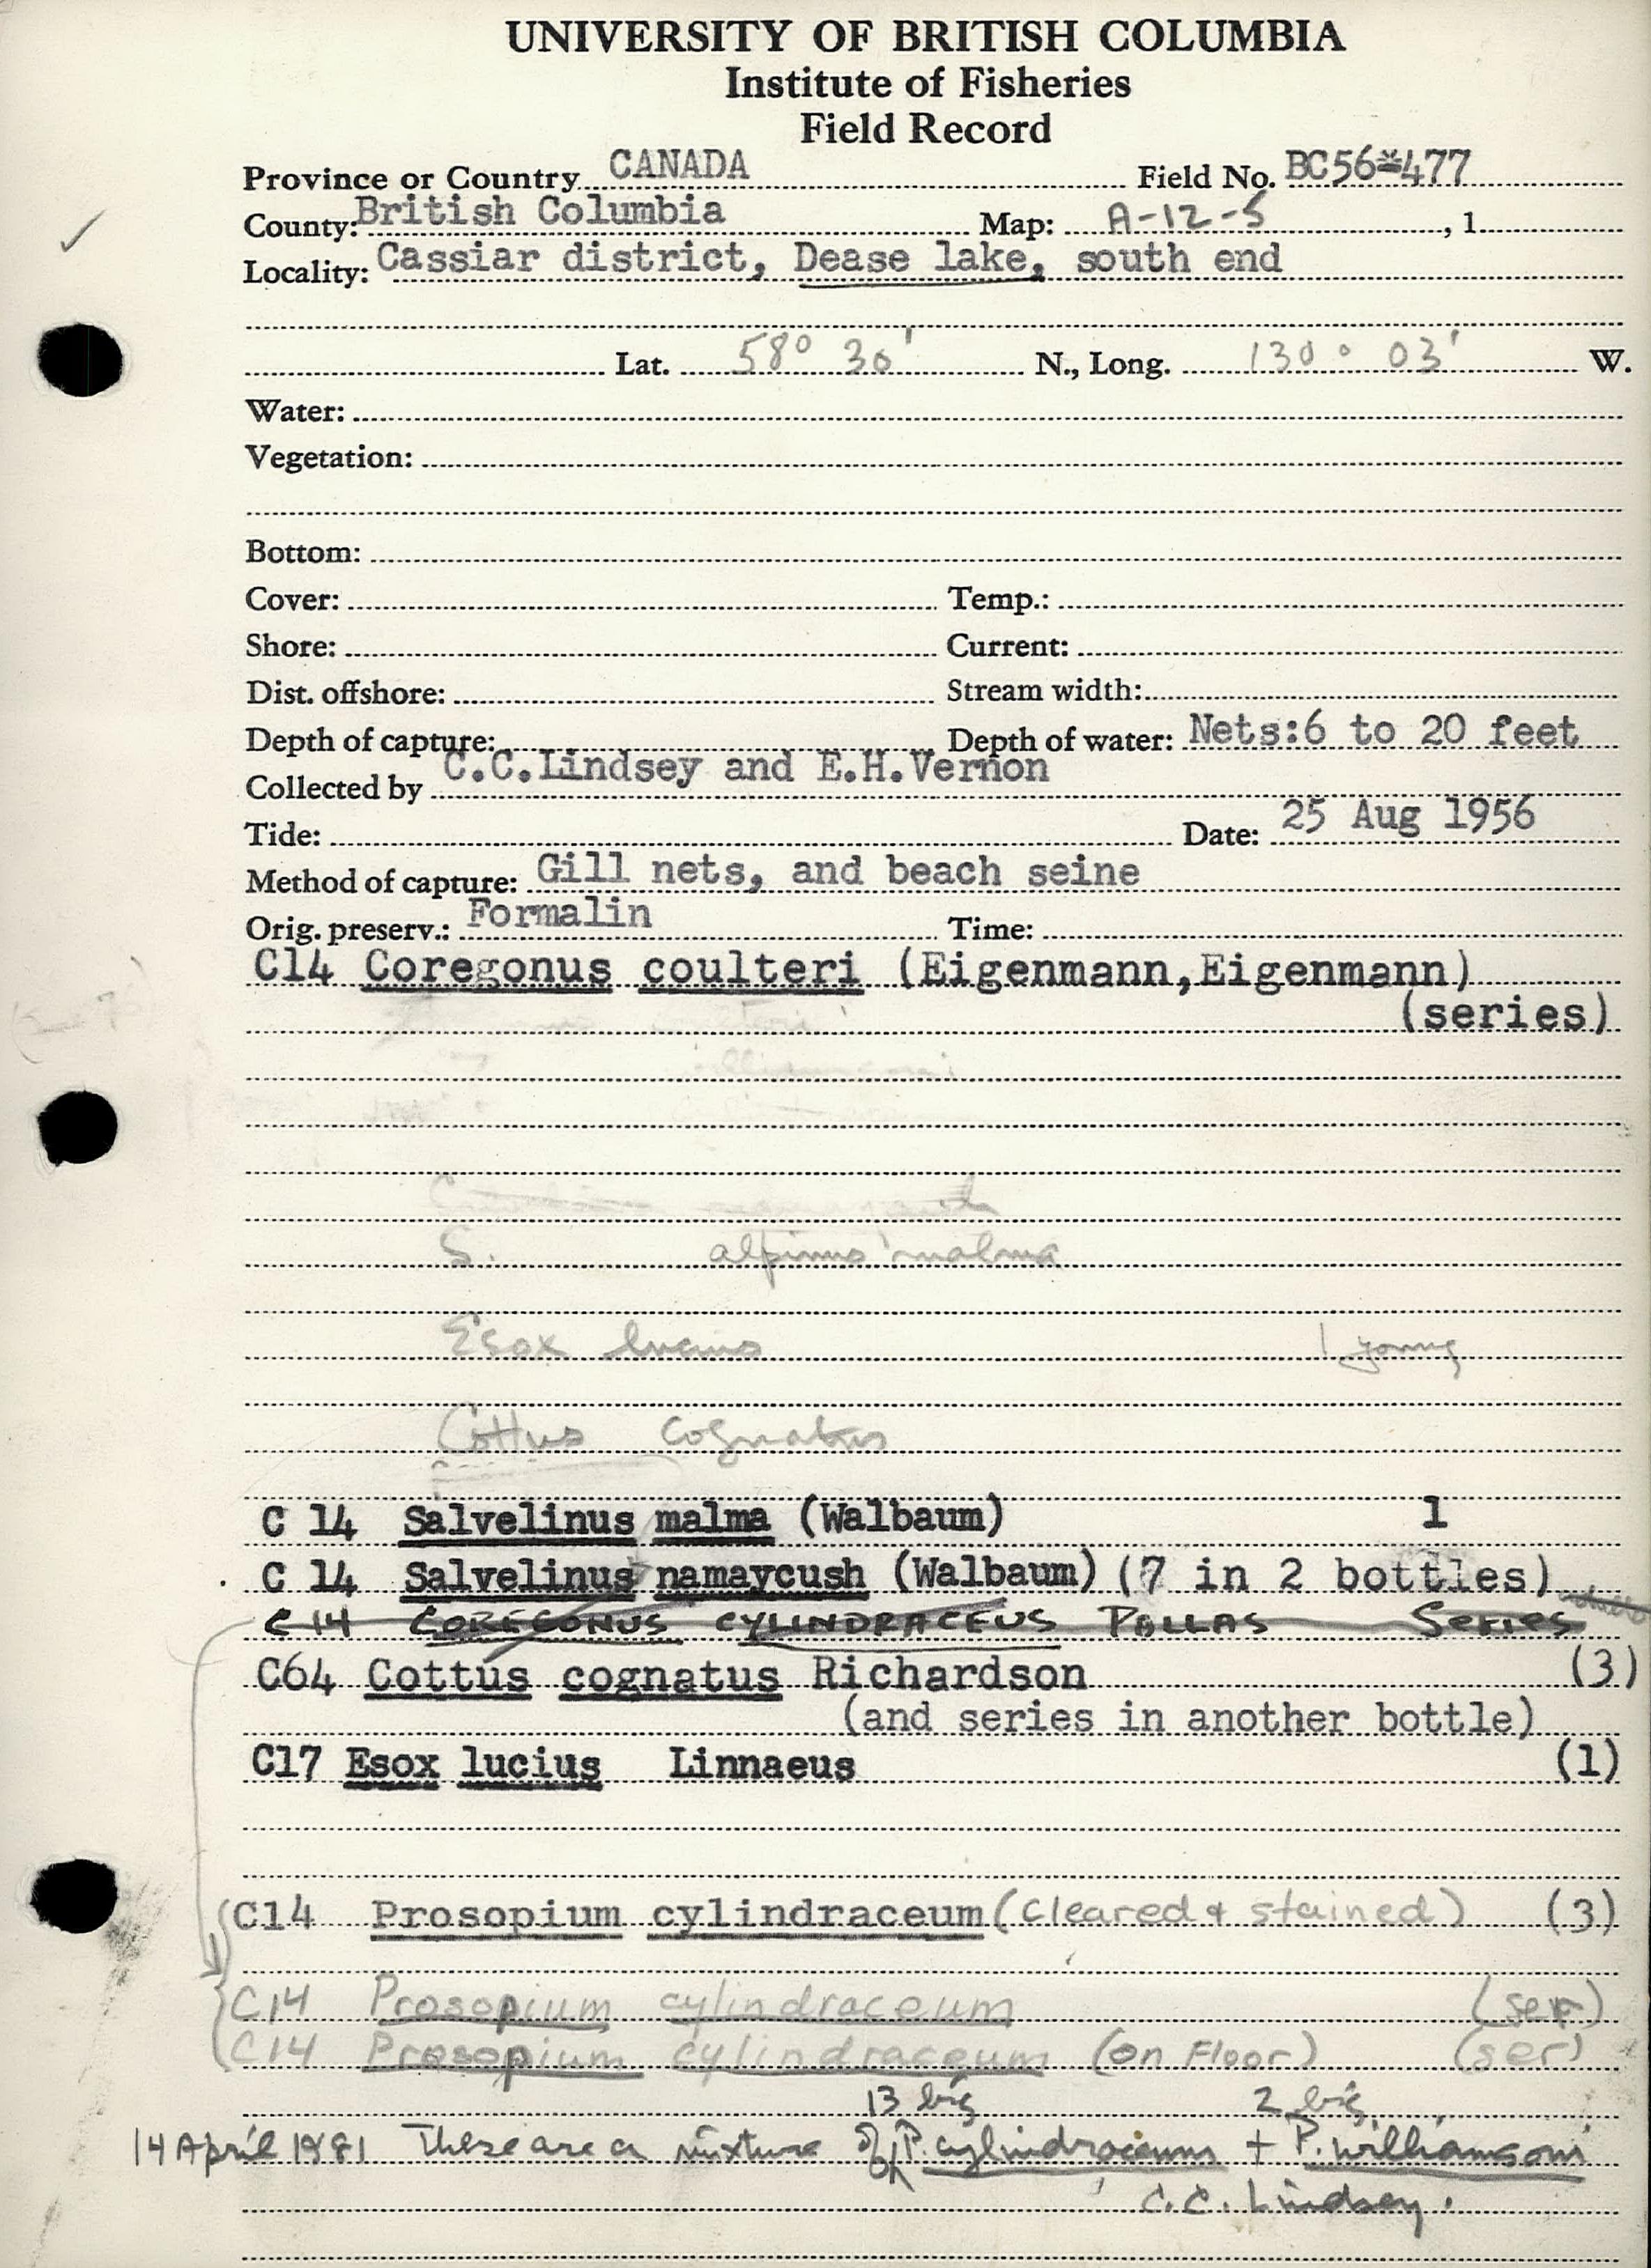 UNIVERSITY OF BRITISH COLUMBIA
Institute of Fisheries
Field Record
Province or Country CANADA Field No. BC56-477
County: British Columbia Map: A-12-5, 1
Locality: Cassiar district, Dease lake, south end
Lat. 58° 30' N., Long. 130° 03' W.
Water:
Vegetation:
Bottom:
Cover: Temp.:
Shore: Current:
Dist. offshore: Stream width:
Depth of capture: Depth of water: Nets:6 to 20 feet
Collected by C.C.Lindsey and E.H.Vernon
Tide: Date: 25 Aug 1956
Method of capture: Gill nets, and beach seine
Orig. preserv.: Formalin Time:
C14 Coregonus coulteri (Eigenmann,Eigenmann)
(series)
S. alpinus malma
Esox lucius 1 young
Cottus cognatus
C 14 Salvelinus malma (Walbaum) 1
C 14 Salvelinus namaycush (Walbaum) (7 in 2 bottles)
C14 COREGONUS CYLINDRACEUS PALLAS SERIES
C64 Cottus cognatus Richardson (3)
(and series in another bottle)
C17 Esox lucius Linnaeus (1)
C14 Prosopium cylindraceum (Cleared & stained) (3)
C14 Prosopium cylindraceum (ser)
C14 Prosopium cylindraceum (on Floor) (ser)
13 big 2 big
14 April 1981 These are a mixture of P. cylindraceum + P. williamsoni
C. C. Lindsey.